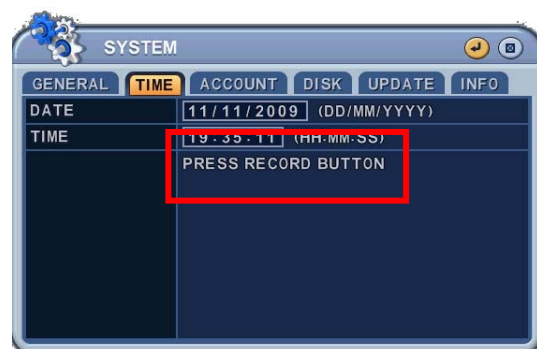 SYSTEM
GENERAL TIME ACCOUNT DISK UPDATE INFO
DATE 11/11/2009 (DD/MM/YYYY)
TIME 19:35:11 (HH:MM:SS)
PRESS RECORD BUTTON